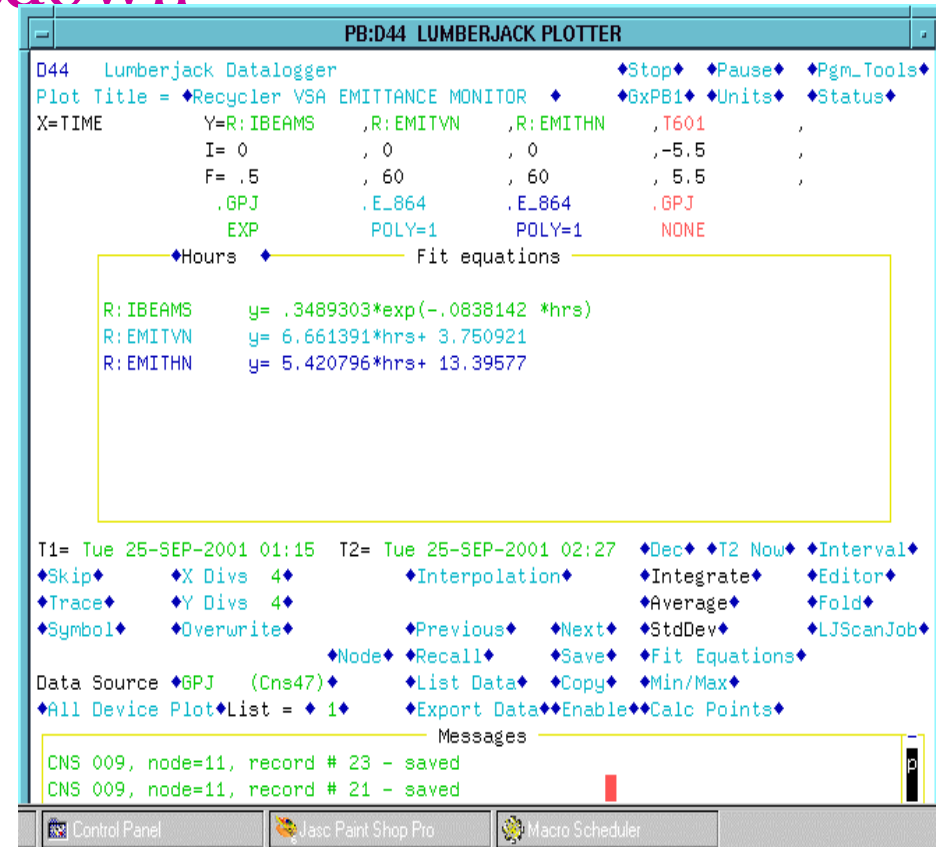 PB:D44 LUMBERJACK PLOTTER
D44 Lumberjack Datalogger ♦Stop♦ ♦Pause♦ ♦Pgm_Tools♦
Plot Title = ♦Recycler VSA EMITTANCE MONITOR ♦ ♦GxPB1♦ ♦Units♦ ♦Status♦
X=TIME Y=R:IBEAMS ,R:EMITVN ,R:EMITHN ,T601 ,
I= 0 , 0 , 0 ,-5.5 ,
F= .5 , 60 , 60 , 5.5 ,
.GPJ .E_864 .E_864 .GPJ
EXP POLY=1 POLY=1 NONE
♦Hours ♦ Fit equations
R:IBEAMS y= .3489303*exp(-.0838142 *hrs)
R:EMITVN y= 6.661391*hrs+ 3.750921
R:EMITHN y= 5.420796*hrs+ 13.39577
T1= Tue 25-SEP-2001 01:15 T2= Tue 25-SEP-2001 02:27 ♦Dec♦ ♦T2 Now♦ ♦Interval♦
♦Skip♦ ♦X Divs 4♦ ♦Interpolation♦ ♦Integrate♦ ♦Editor♦
♦Trace♦ ♦Y Divs 4♦ ♦Average♦ ♦Fold♦
♦Symbol♦ ♦Overwrite♦ ♦Previous♦ ♦Next♦ ♦StdDev♦ ♦LJScanJob♦
♦Node♦ ♦Recall♦ ♦Save♦ ♦Fit Equations♦
Data Source ♦GPJ (Cns47)♦ ♦List Data♦ ♦Copy♦ ♦Min/Max♦
♦All Device Plot♦List = ♦ 1♦ ♦Export Data♦♦Enable♦♦Calc Points♦
Messages
CNS 009, node=11, record # 23 - saved
p
CNS 009, node=11, record # 21 - saved
Control Panel Jasc Paint Shop Pro Macro Scheduler